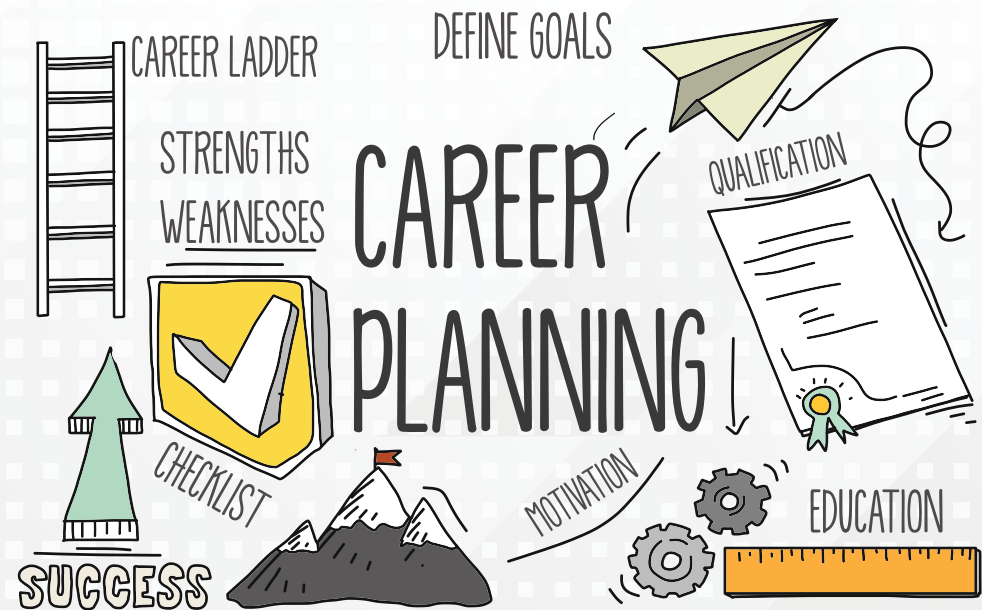 CAREER LADDER
DEFINE GOALS
STRENGTHS
WEAKNESSES
CAREER
PLANNING
QUALIFICATION
CHECKLIST
MOTIVATION
EDUCATION
SUCCESS